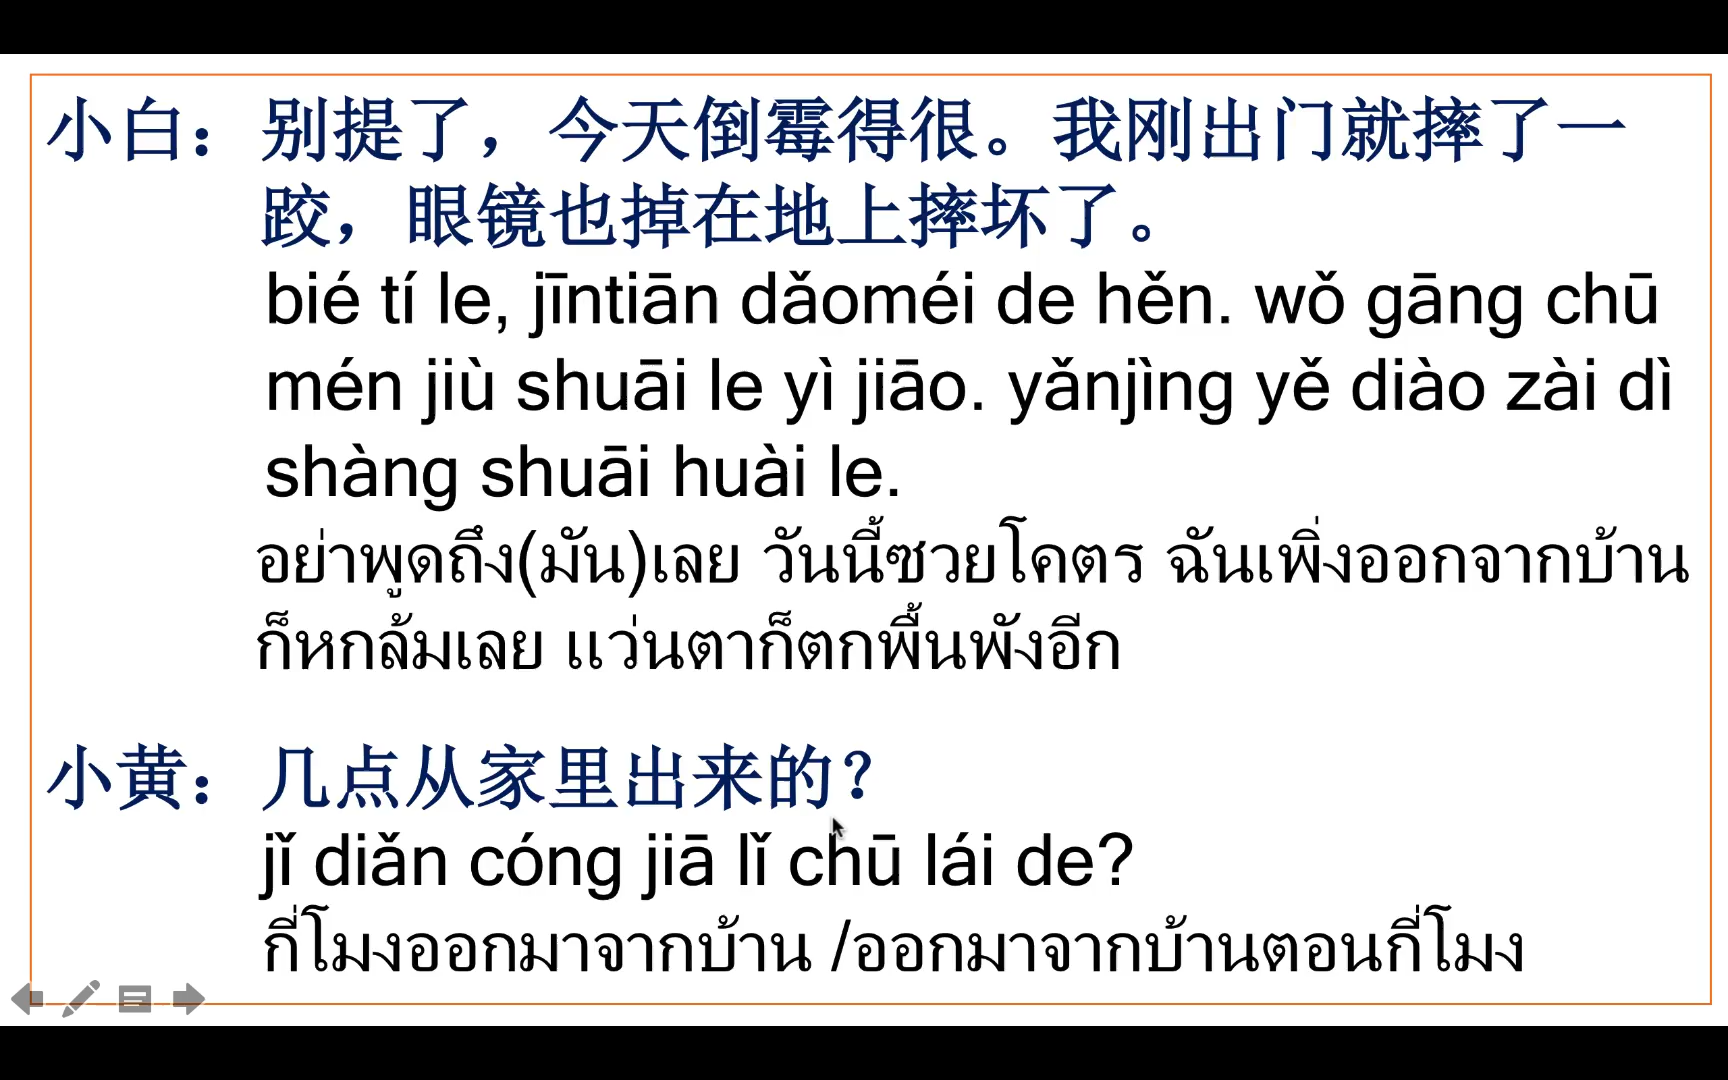 小白：别提了，今天倒霉得很。我刚出门就摔了一
跤，眼镜也掉在地上摔坏了。
bié tí le, jīntiān dǎoméi de hěn. wǒ gāng chū
mén jiù shuāi le yì jiāo. yǎnjìng yě diào zài dì
shàng shuāi huài le.
อย่าพูดถึง(มัน)เลย วันนี้ซวยโคตร ฉันเพิ่งออกจากบ้าน
ก็หกล้มเลย แว่นตาก็ตกพื้นพังอีก
小黄：几点从家里出来的？
jǐ diǎn cóng jiā lǐ chū lái de?
กี่โมงออกมาจากบ้าน /ออกมาจากบ้านตอนกี่โมง